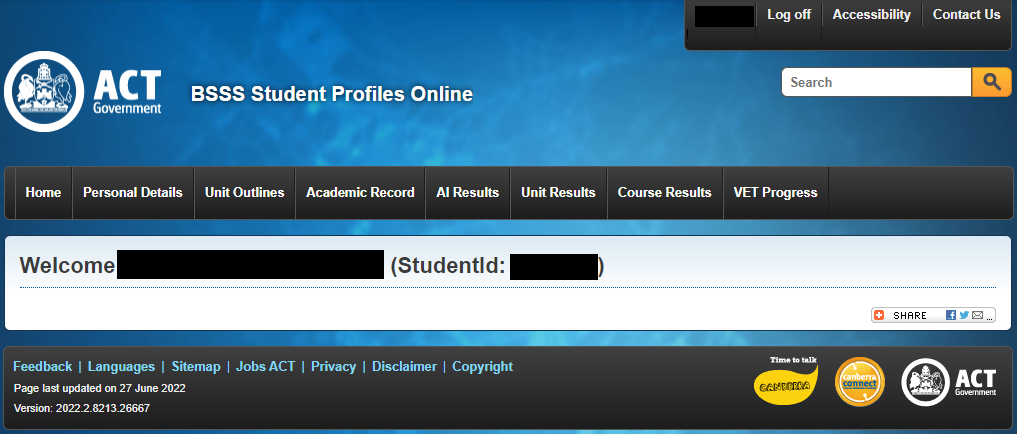 Log off Accessibility Contact Us
ACT
Government
BSSS Student Profiles Online
Search
Home Personal Details Unit Outlines Academic Record AI Results Unit Results Course Results VET Progress
Welcome (StudentId: )
SHARE ...
Feedback | Languages | Sitemap | Jobs ACT | Privacy | Disclaimer | Copyright
Page last updated on 27 June 2022
Version: 2022.2.8213.26667
Time to talk
CANBERRA
canberra
connect
ACT
Government